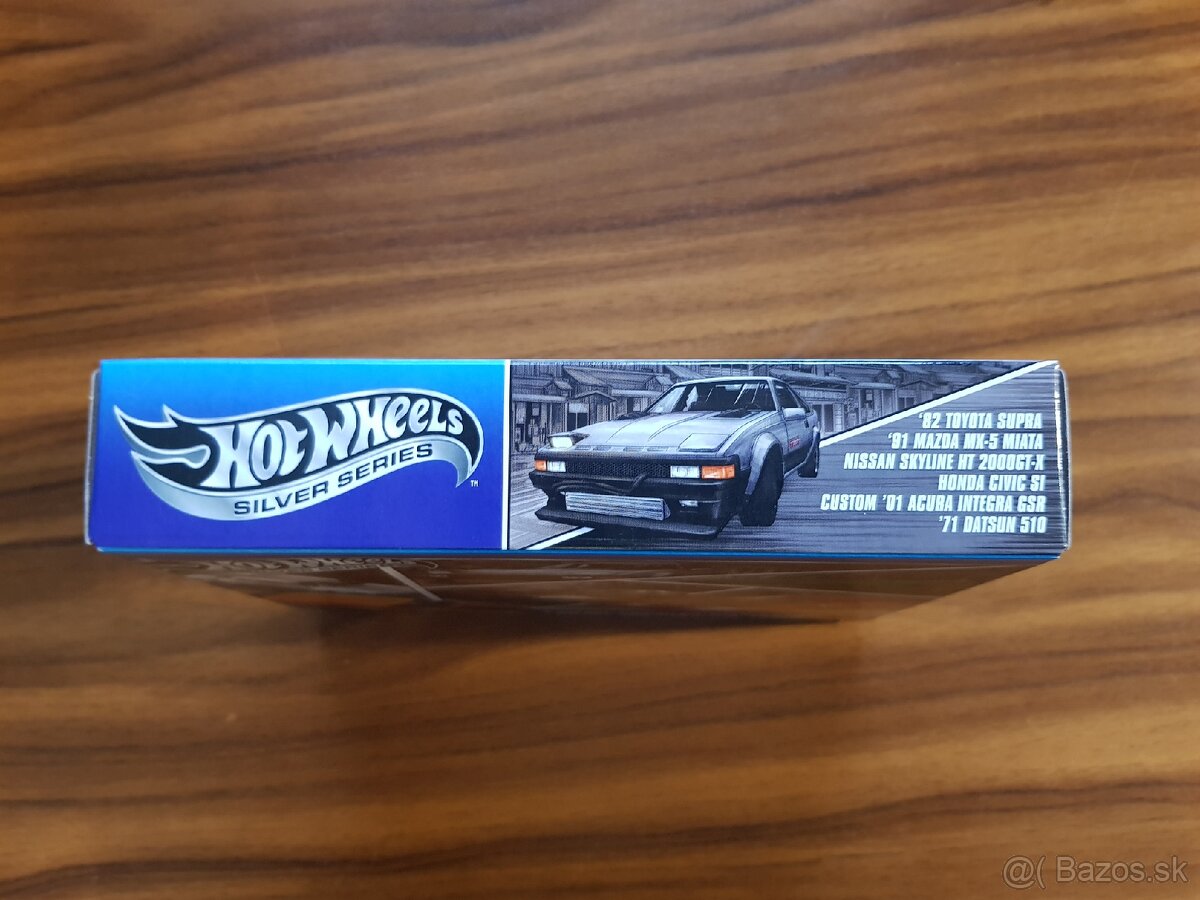 HOT WHEELS
SILVER SERIES
TM
'82 TOYOTA SUPRA
'91 MAZDA MX-5 MIATA
NISSAN SKYLINE HT 2000GT-X
HONDA CIVIC SI
CUSTOM '01 ACURA INTEGRA GSR
'71 DATSUN 510
@( Bazos.sk